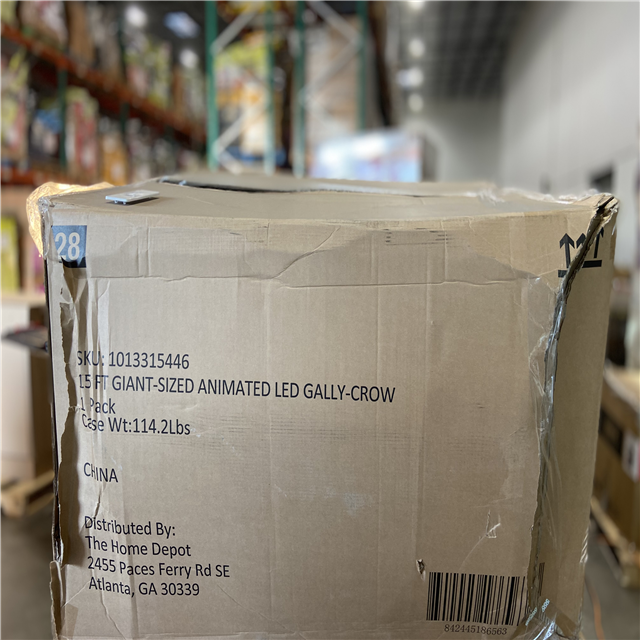 28
SKU: 1013315446
15 FT GIANT-SIZED ANIMATED LED GALLY-CROW
1 Pack
Case Wt:114.2Lbs
CHINA
Distributed By:
The Home Depot
2455 Paces Ferry Rd SE
Atlanta, GA 30339
842445186563